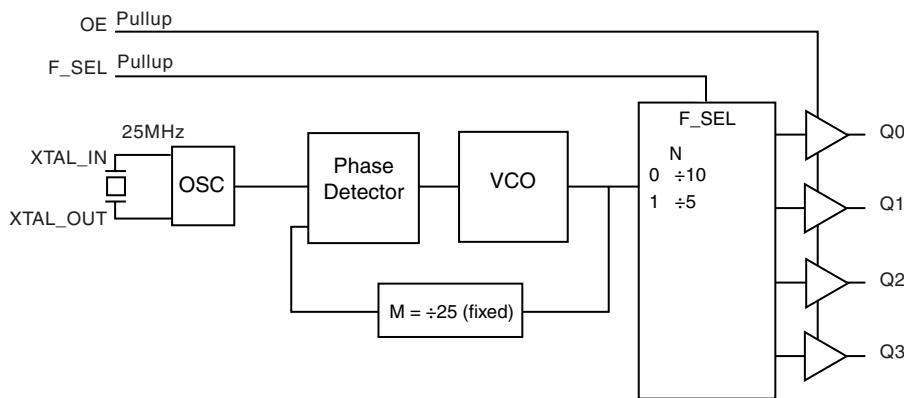 OE Pullup
F_SEL Pullup
25MHz
XTAL_IN
XTAL_OUT
OSC
Phase
Detector
VCO
M = ÷25 (fixed)
F_SEL
N
0 ÷10
1 ÷5
Q0
Q1
Q2
Q3